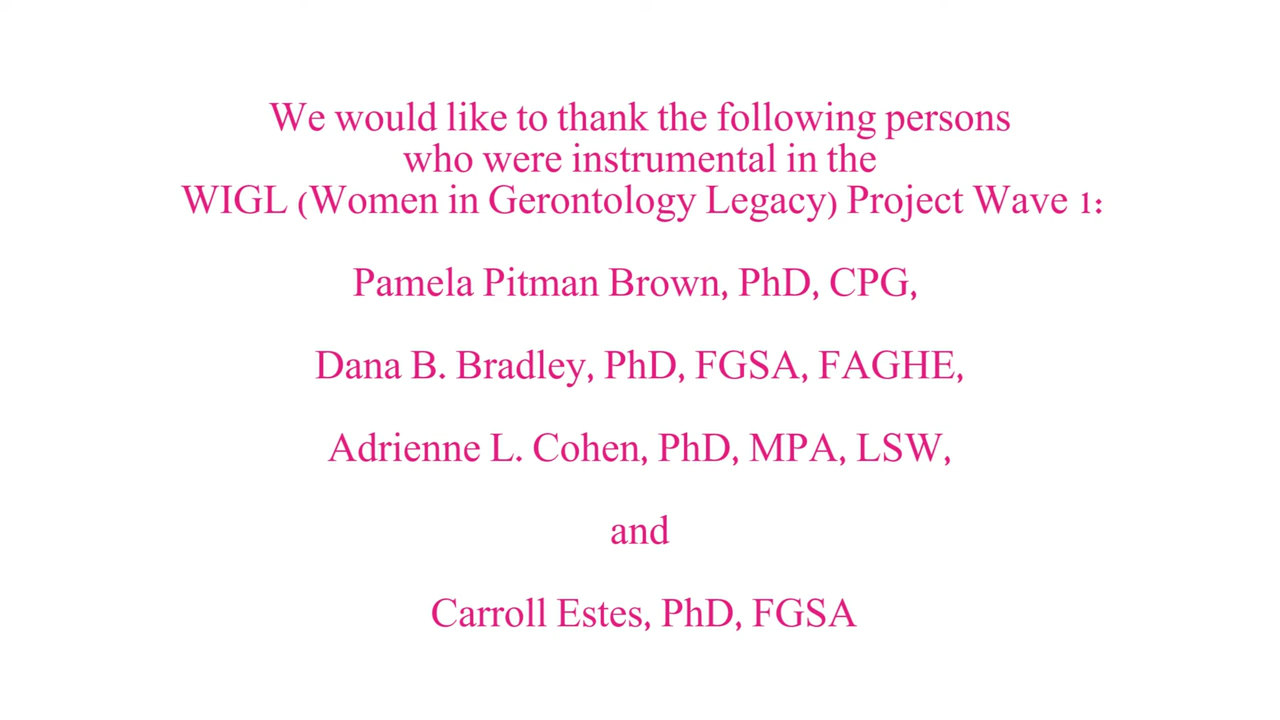 We would like to thank the following persons
who were instrumental in the
WIGL (Women in Gerontology Legacy) Project Wave 1:
Pamela Pitman Brown, PhD, CPG,
Dana B. Bradley, PhD, FGSA, FAGHE,
Adrienne L. Cohen, PhD, MPA, LSW,
and
Carroll Estes, PhD, FGSA